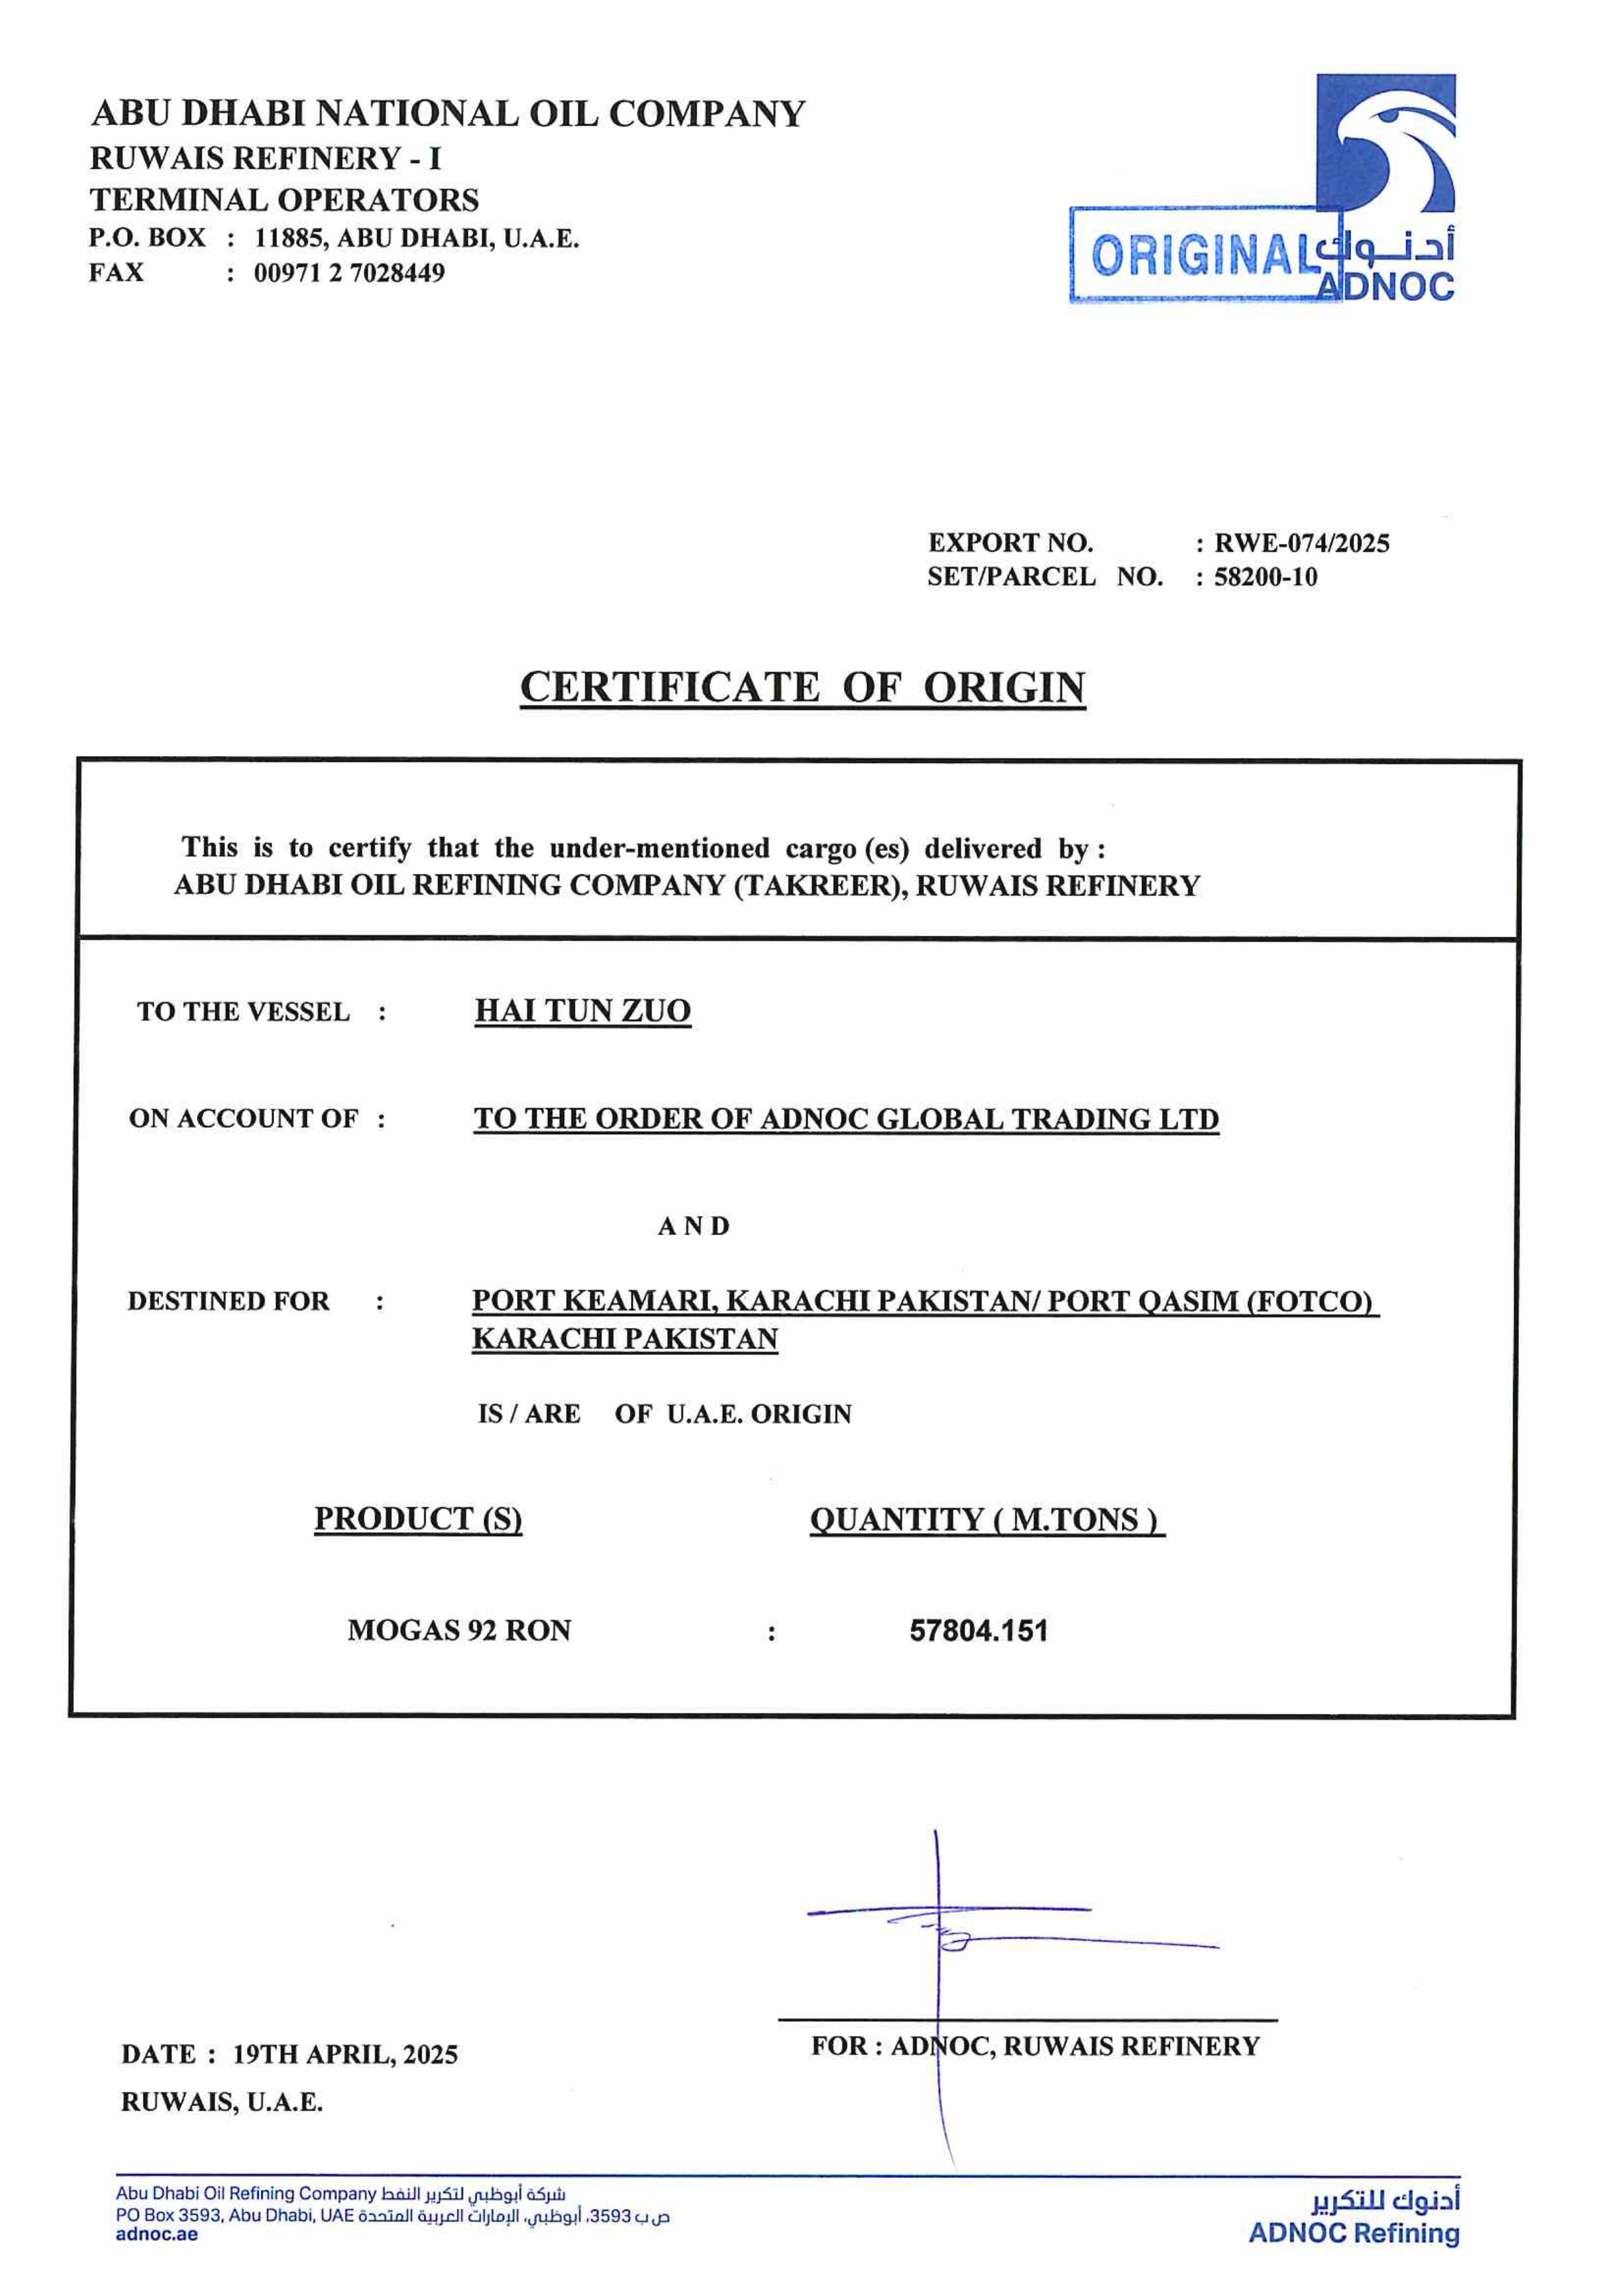 ABU DHABI NATIONAL OIL COMPANY
RUWAIS REFINERY - I
TERMINAL OPERATORS
P.O. BOX : 11885, ABU DHABI, U.A.E.
FAX : 00971 2 7028449
ORIGINAL
أدنوك
ADNOC
EXPORT NO. : RWE-074/2025
SET/PARCEL NO. : 58200-10
CERTIFICATE OF ORIGIN
This is to certify that the under-mentioned cargo (es) delivered by :
ABU DHABI OIL REFINING COMPANY (TAKREER), RUWAIS REFINERY
TO THE VESSEL : HAI TUN ZUO
ON ACCOUNT OF : TO THE ORDER OF ADNOC GLOBAL TRADING LTD
A N D
DESTINED FOR : PORT KEAMARI, KARACHI PAKISTAN/ PORT QASIM (FOTCO)
KARACHI PAKISTAN
IS / ARE OF U.A.E. ORIGIN
PRODUCT (S) QUANTITY ( M.TONS )
MOGAS 92 RON : 57804.151
FOR : ADNOC, RUWAIS REFINERY
DATE : 19TH APRIL, 2025
RUWAIS, U.A.E.
Abu Dhabi Oil Refining Company شركة أبوظبي لتكرير النفط
PO Box 3593, Abu Dhabi, UAE ص ب 3593، أبوظبي، الإمارات العربية المتحدة
adnoc.ae
أدنوك للتكرير
ADNOC Refining